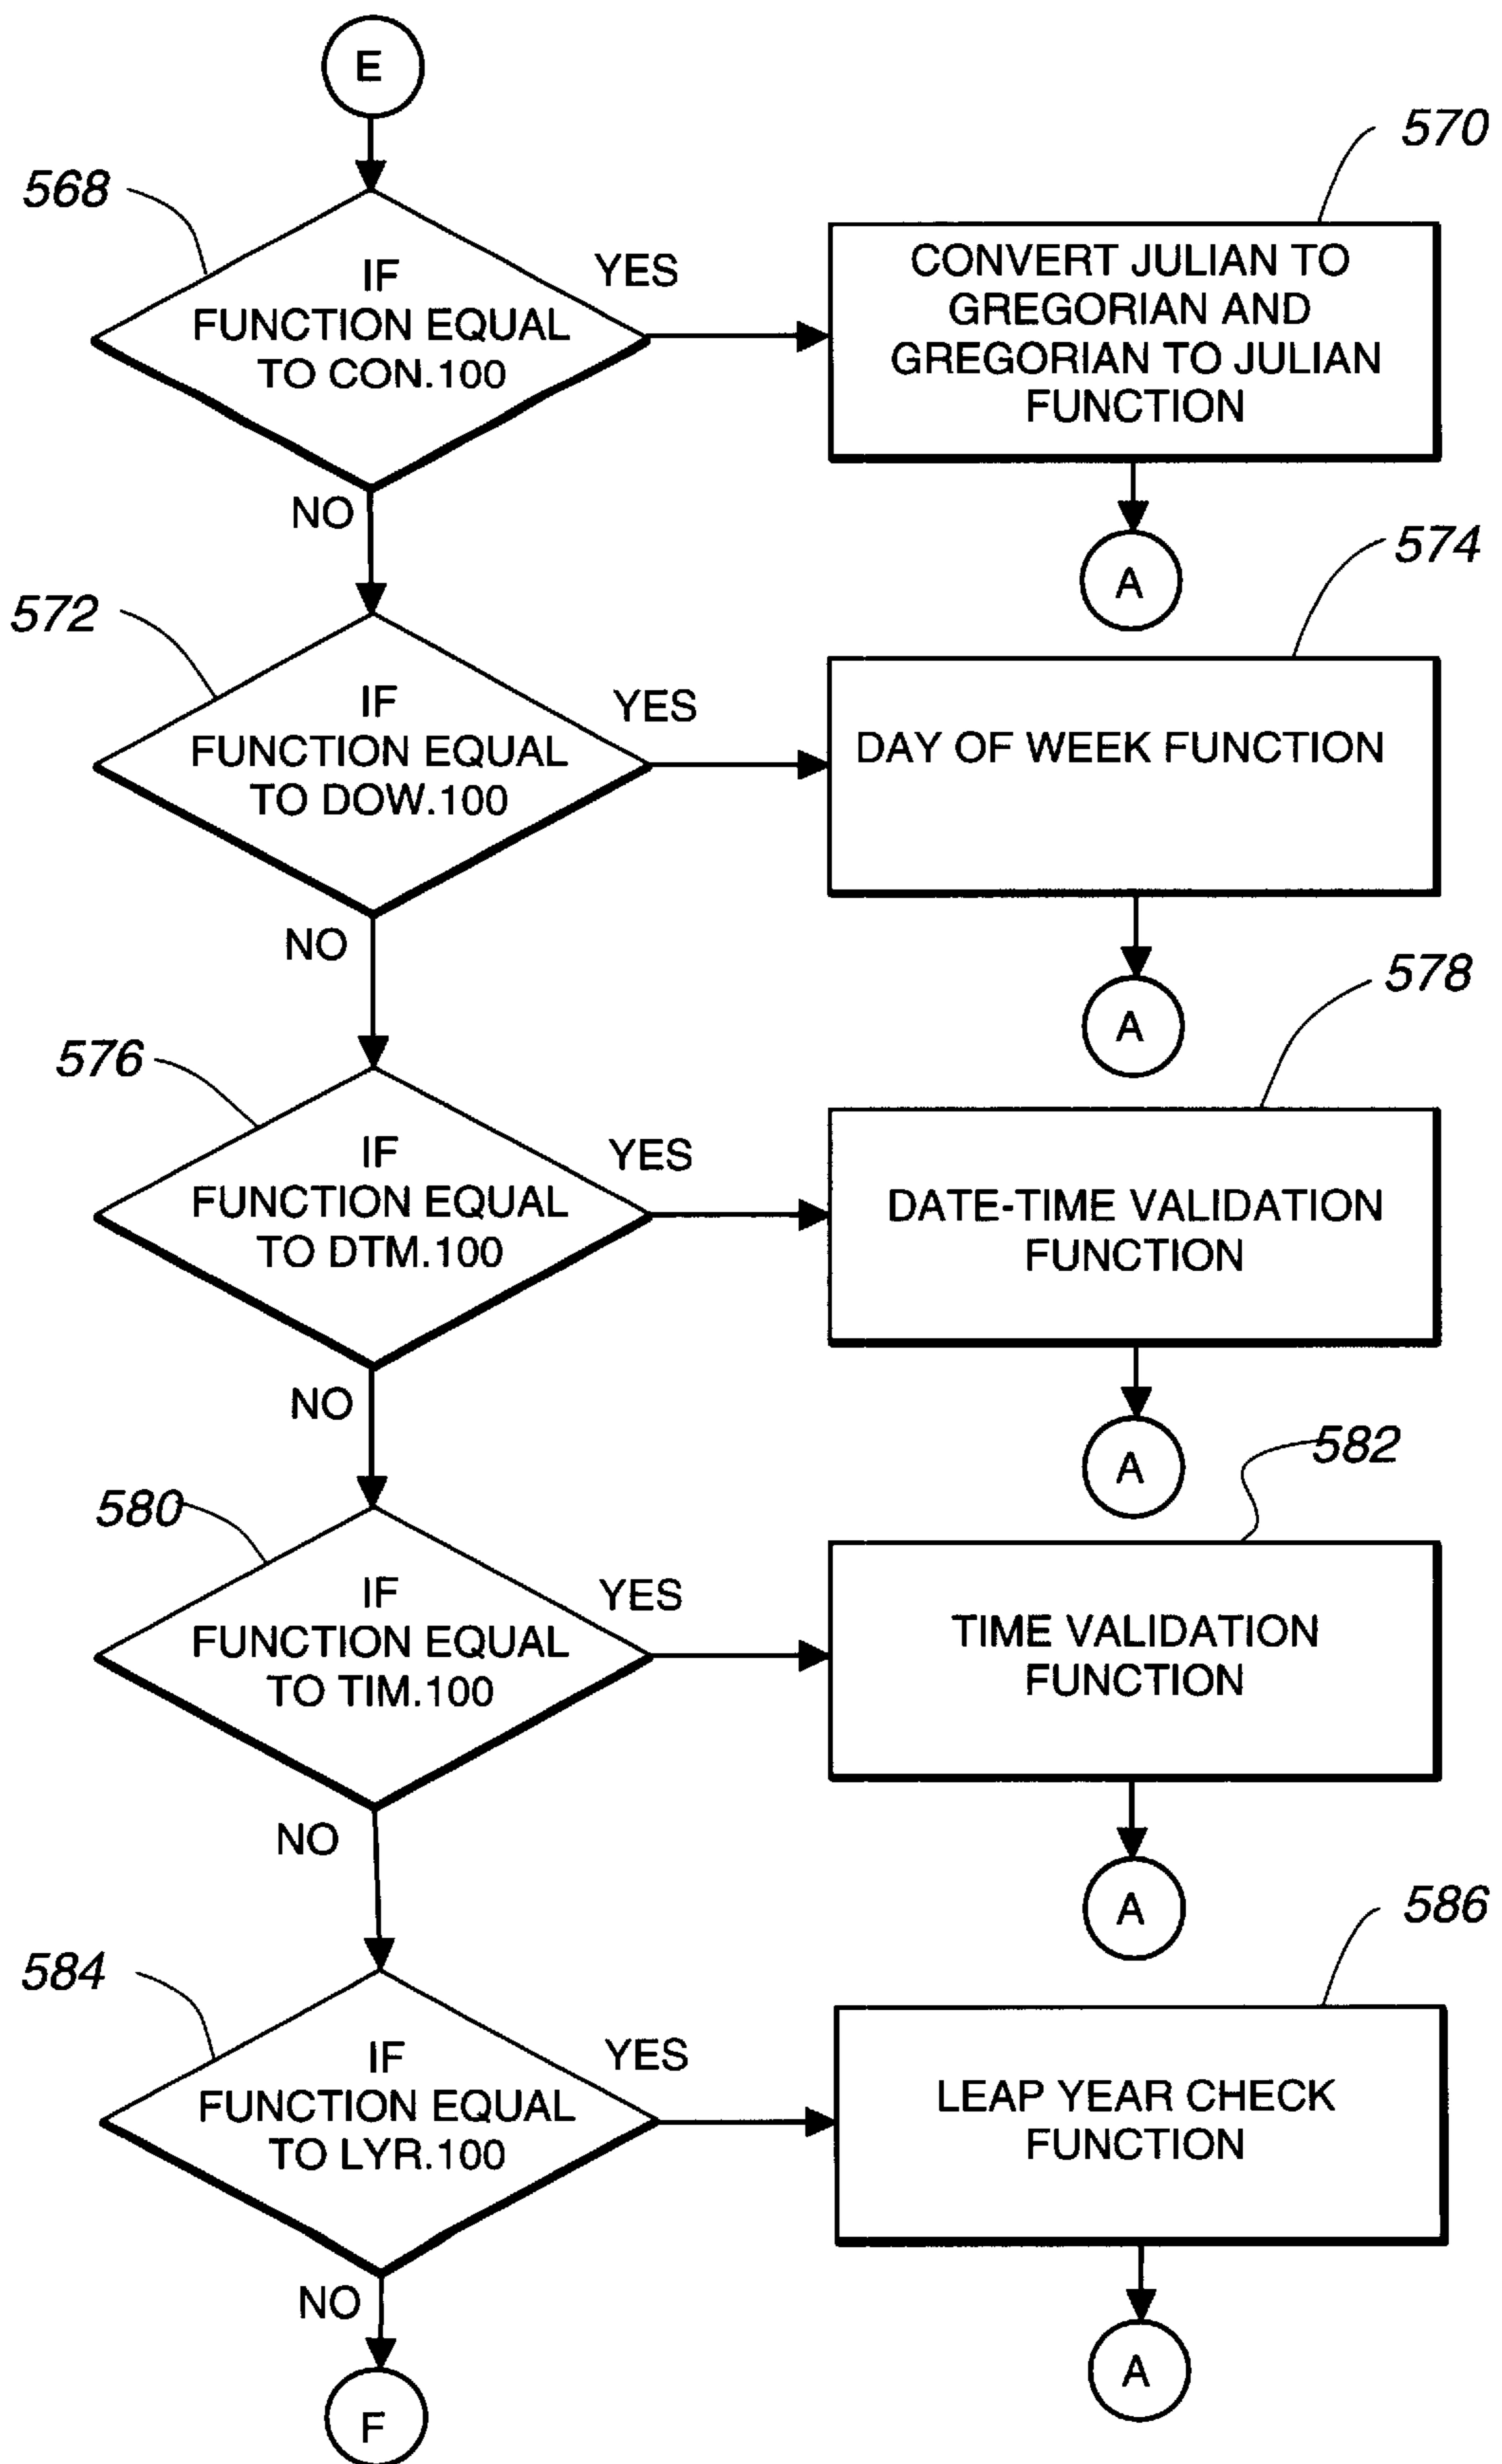 E
568
570
IF
FUNCTION EQUAL
TO CON.100
YES
CONVERT JULIAN TO
GREGORIAN AND
GREGORIAN TO JULIAN
FUNCTION
NO
A
572
574
IF
FUNCTION EQUAL
TO DOW.100
YES
DAY OF WEEK FUNCTION
NO
A
576
578
IF
FUNCTION EQUAL
TO DTM.100
YES
DATE-TIME VALIDATION
FUNCTION
NO
A
580
582
IF
FUNCTION EQUAL
TO TIM.100
YES
TIME VALIDATION
FUNCTION
NO
A
584
586
IF
FUNCTION EQUAL
TO LYR.100
YES
LEAP YEAR CHECK
FUNCTION
NO
A
F